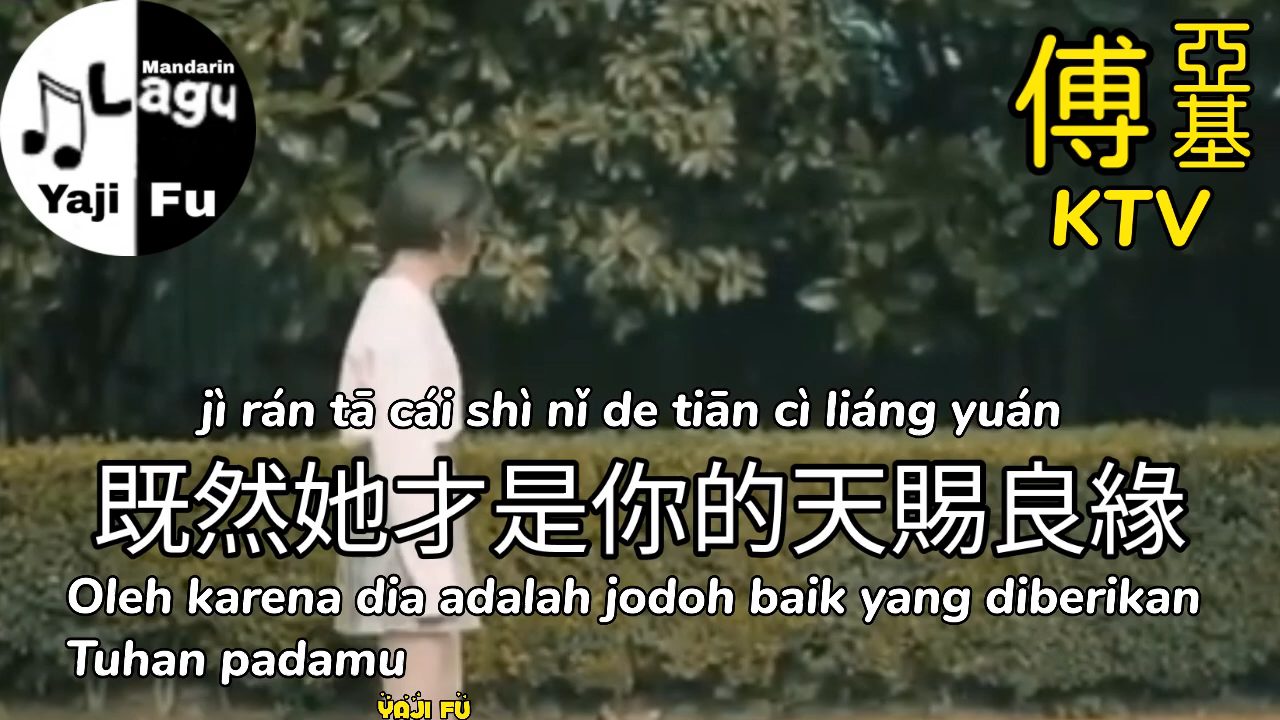 Mandarin
Lagu
Yaji Fu
傅亞基
KTV
jì rán tā cái shì nǐ de tiān cì liáng yuán
既然她才是你的天賜良緣
Oleh karena dia adalah jodoh baik yang diberikan
Tuhan padamu
YAJI FU